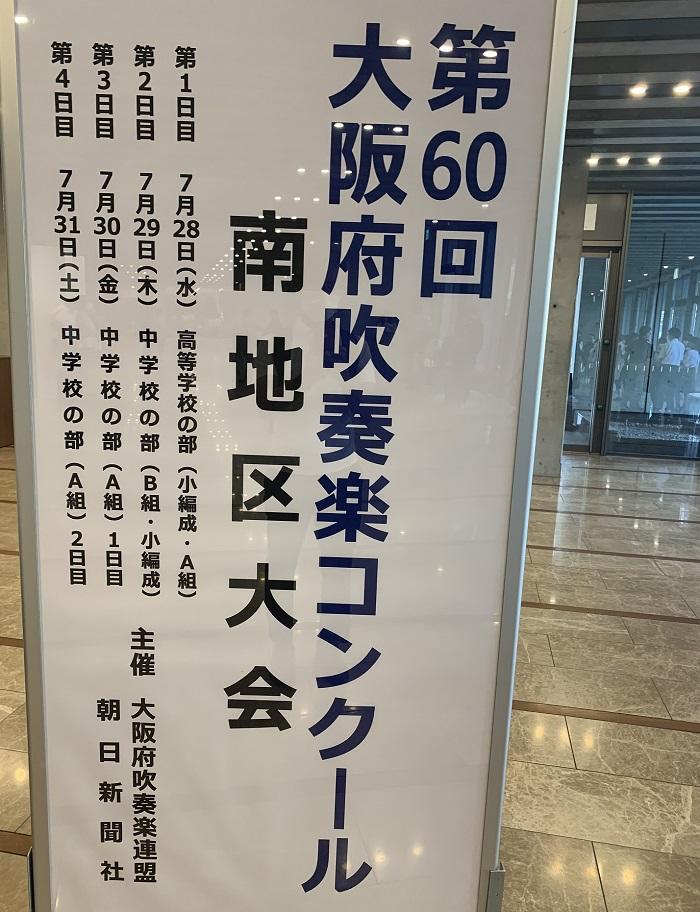 第60回
大阪府吹奏楽コンクール
南地区大会
第1日目 7月28日(水) 高等学校の部(小編成・A組)
第2日目 7月29日(木) 中学校の部(B組・小編成)
第3日目 7月30日(金) 中学校の部(A組)1日目
第4日目 7月31日(土) 中学校の部(A組)2日目
主催 大阪府吹奏楽連盟
朝日新聞社